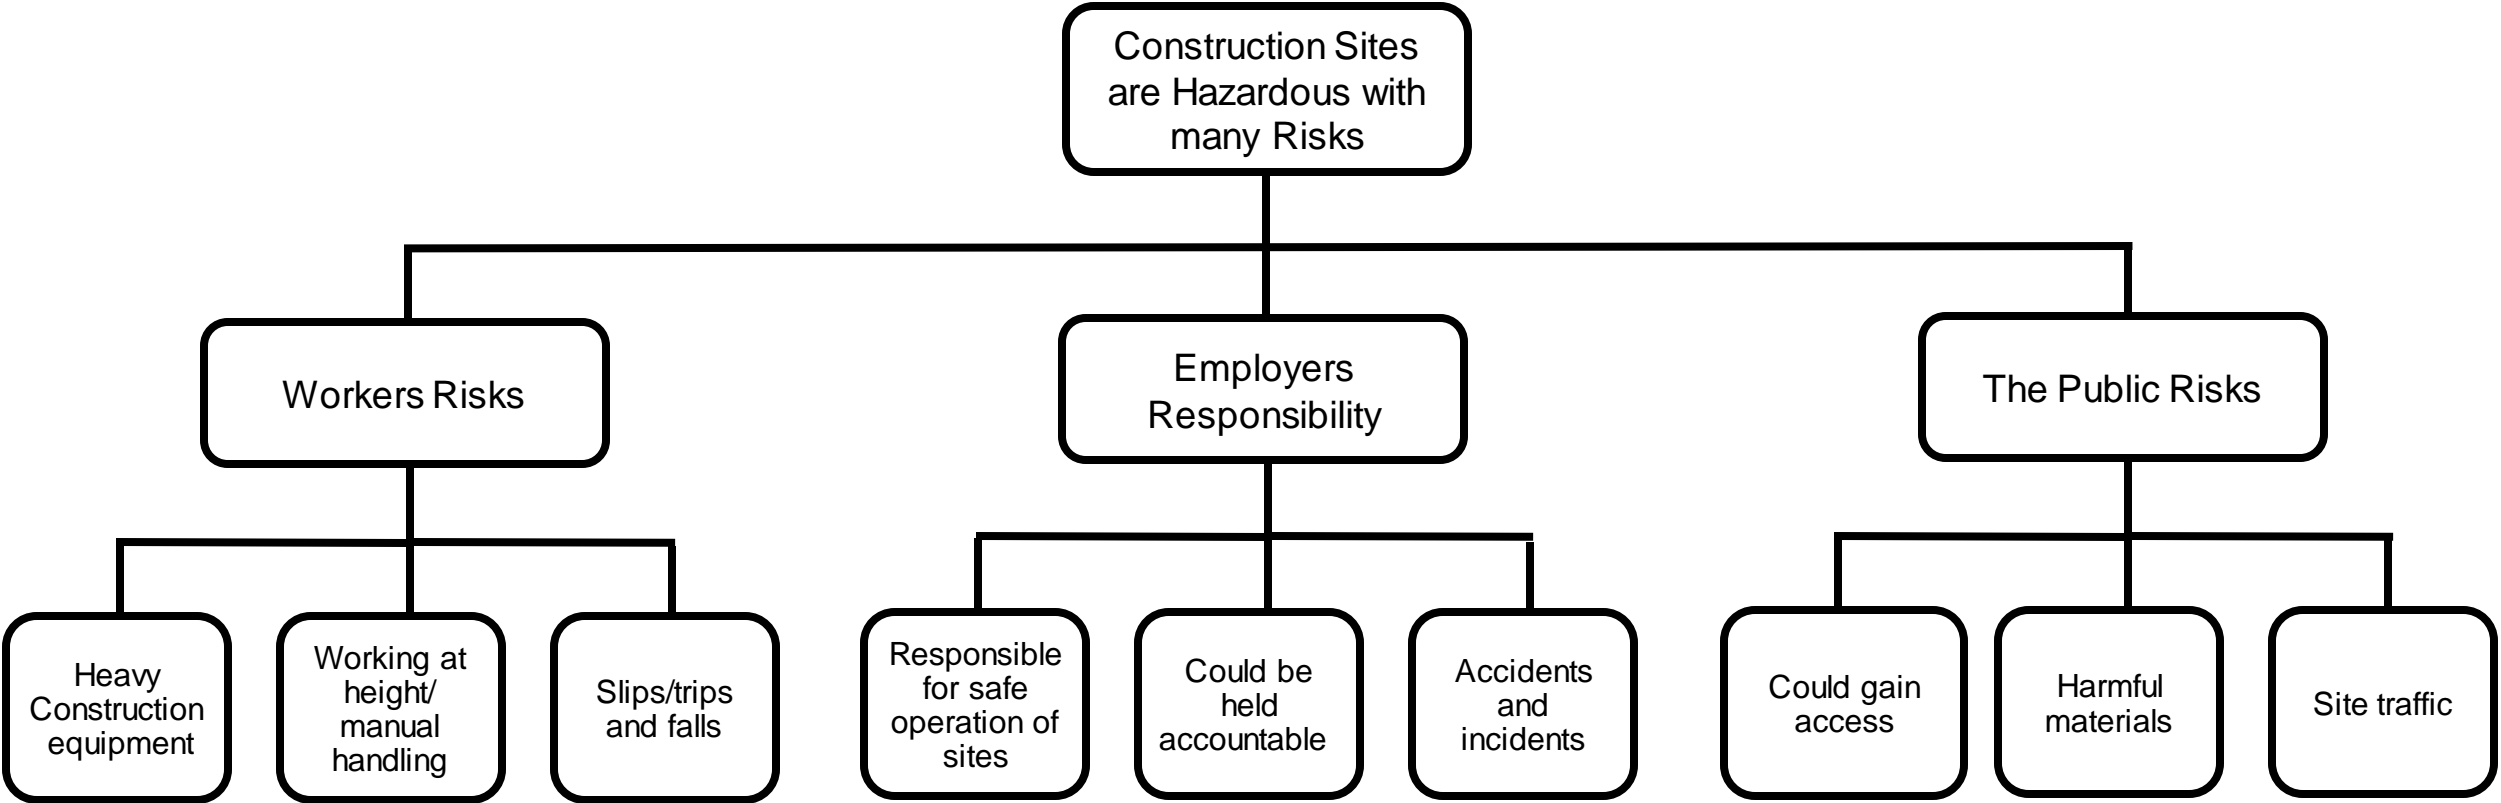 Construction Sites
are Hazardous with
many Risks
Workers Risks
Employers
Responsibility
The Public Risks
Heavy
Construction
equipment
Working at
height/
manual
handling
Slips/trips
and falls
Responsible
for safe
operation of
sites
Could be
held
accountable
Accidents
and
incidents
Could gain
access
Harmful
materials
Site traffic